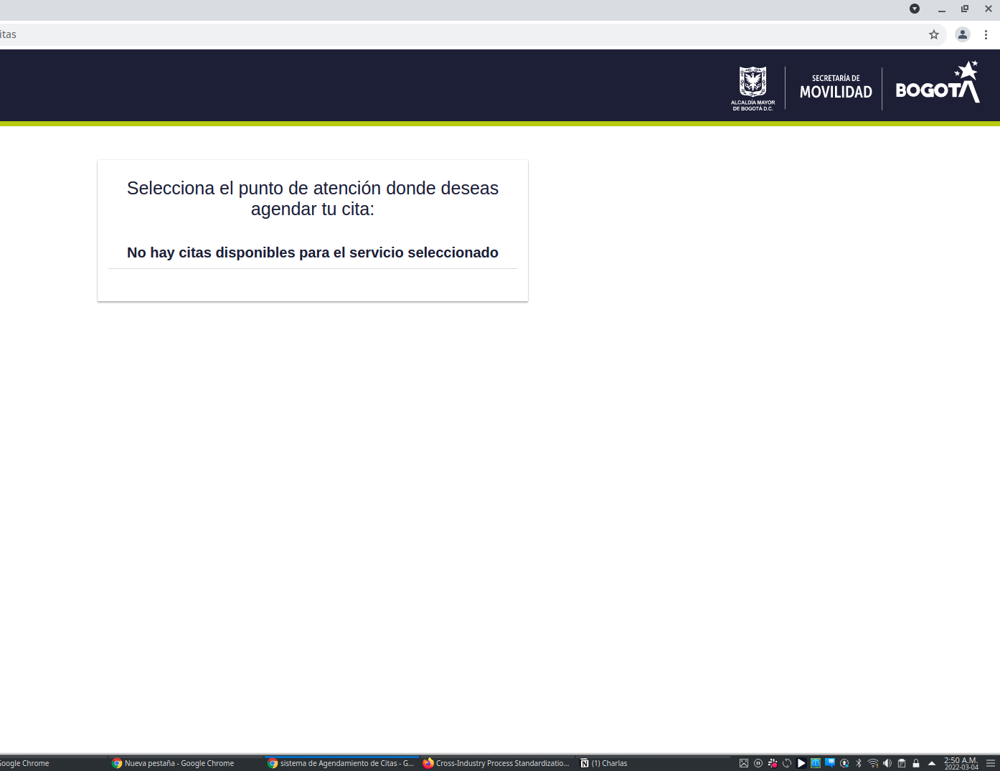 itas
ALCALDÍA MAYOR
DE BOGOTÁ D.C.
SECRETARÍA DE
MOVILIDAD
BOGOTÁ
Selecciona el punto de atención donde deseas
agendar tu cita:
No hay citas disponibles para el servicio seleccionado
Google Chrome
Nueva pestaña - Google Chrome
sistema de Agendamiento de Citas - G...
Cross-Industry Process Standardizatio...
(1) Charlas
2:50 A.M.
2022-03-04